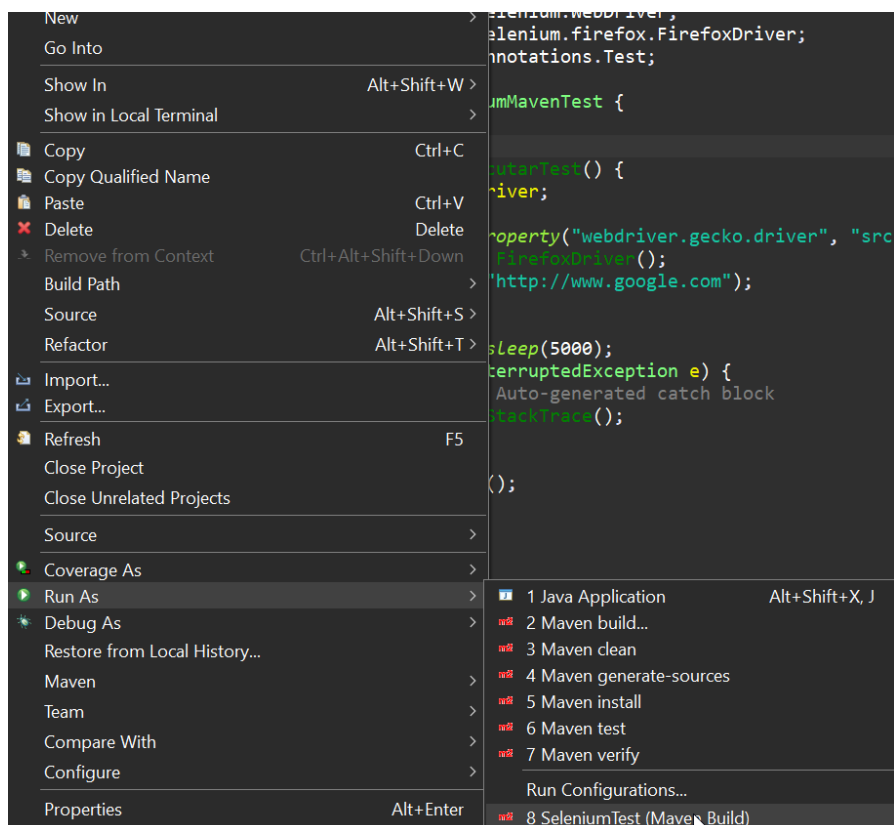 New
Go Into
Show In Alt+Shift+W
Show in Local Terminal
Copy Ctrl+C
Copy Qualified Name
Paste Ctrl+V
Delete Delete
Remove from Context Ctrl+Alt+Shift+Down
Build Path
Source Alt+Shift+S
Refactor Alt+Shift+T
Import...
Export...
Refresh F5
Close Project
Close Unrelated Projects
Source
Coverage As
Run As
Debug As
Restore from Local History...
Maven
Team
Compare With
Configure
Properties Alt+Enter
elenium.WebDriver;
elenium.firefox.FirefoxDriver;
nnotations.Test;
umMavenTest {
cutarTest() {
river;
roperty("webdriver.gecko.driver", "src
FirefoxDriver();
"http://www.google.com");
sleep(5000);
terruptedException e) {
Auto-generated catch block
StackTrace();
();
1 Java Application Alt+Shift+X, J
2 Maven build...
3 Maven clean
4 Maven generate-sources
5 Maven install
6 Maven test
7 Maven verify
Run Configurations...
8 SeleniumTest (Maven Build)